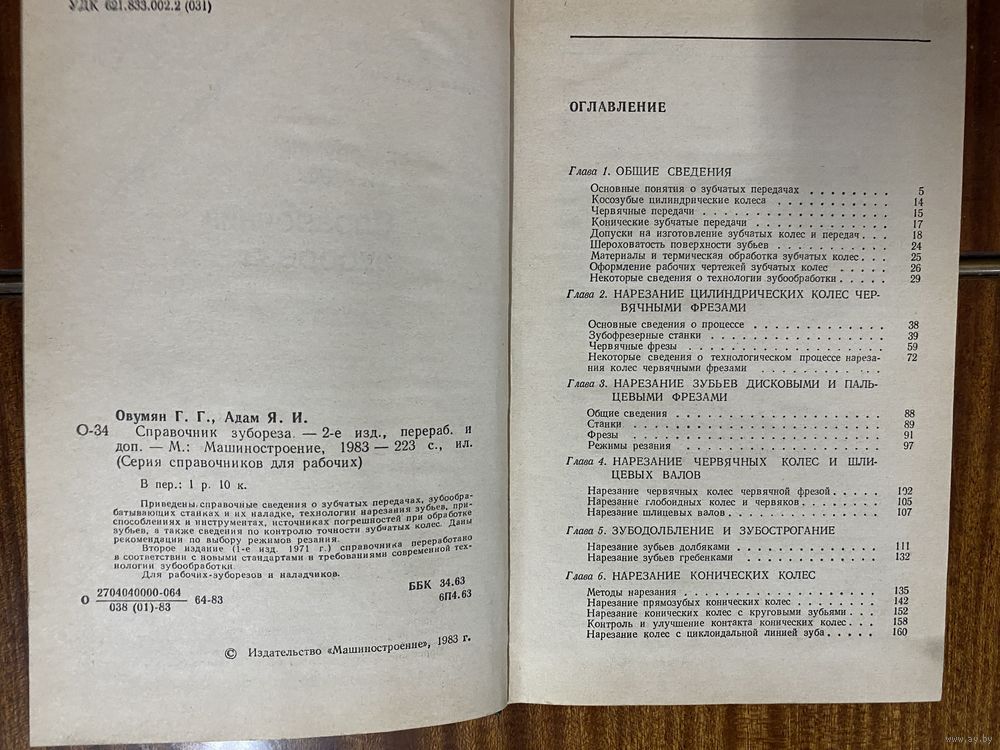 УДК 621.833.002.2 (031)
Овумян Г. Г., Адам Я. И.
О-34 Справочник зубореза. — 2-е изд., перераб. и
доп. — М.: Машиностроение, 1983 — 223 с., ил.
(Серия справочников для рабочих)
В пер.: 1 р. 10 к.
Приведены справочные сведения о зубчатых передачах, зубообра-
батывающих станках и их наладке, технологии нарезания зубьев, при-
способлениях и инструментах, источниках погрешностей при обработке
зубьев, а также сведения по контролю точности зубчатых колес. Даны
рекомендации по выбору режимов резания.
Второе издание (1-е изд. 1971 г.) справочника переработано
в соответствии с новыми стандартами и требованиями современной тех-
нологии зубообработки.
Для рабочих-зуборезов и наладчиков.
О 2704040000-064
038 (01)-83
64-83
ББК 34.63
6П4.63
© Издательство «Машиностроение», 1983 г.
ОГЛАВЛЕНИЕ
Глава 1. ОБЩИЕ СВЕДЕНИЯ
Основные понятия о зубчатых передачах . . . . . . . . 5
Косозубые цилиндрические колеса . . . . . . . . . . 14
Червячные передачи . . . . . . . . . . . . . . . 15
Конические зубчатые передачи . . . . . . . . . . . 17
Допуски на изготовление зубчатых колес и передач . . . 18
Шероховатость поверхности зубьев . . . . . . . . . . 24
Материалы и термическая обработка зубчатых колес . . . 25
Оформление рабочих чертежей зубчатых колес . . . . . 26
Некоторые сведения о технологии зубообработки . . . . . 29
Глава 2. НАРЕЗАНИЕ ЦИЛИНДРИЧЕСКИХ КОЛЕС ЧЕР-
ВЯЧНЫМИ ФРЕЗАМИ
Основные сведения о процессе . . . . . . . . . . . 38
Зубофрезерные станки . . . . . . . . . . . . . . 39
Червячные фрезы . . . . . . . . . . . . . . . . 59
Некоторые сведения о технологическом процессе нареза- 72
ния колес червячными фрезами . . . . . . . . . .
Глава 3. НАРЕЗАНИЕ ЗУБЬЕВ ДИСКОВЫМИ И ПАЛЬ-
ЦЕВЫМИ ФРЕЗАМИ
Общие сведения . . . . . . . . . . . . . . . . 88
Станки . . . . . . . . . . . . . . . . . . . . 89
Фрезы . . . . . . . . . . . . . . . . . . . . 91
Режимы резания . . . . . . . . . . . . . . . . 97
Глава 4. НАРЕЗАНИЕ ЧЕРВЯЧНЫХ КОЛЕС И ШЛИ-
ЦЕВЫХ ВАЛОВ
Нарезание червячных колес червячной фрезой . . . . . 102
Нарезание глобоидных колес и червяков . . . . . . . . 105
Нарезание шлицевых валов . . . . . . . . . . . . . 107
Глава 5. ЗУБОДОЛБЛЕНИЕ И ЗУБОСТРОГАНИЕ
Нарезание зубьев долбяками . . . . . . . . . . . . 111
Нарезание зубьев гребенками . . . . . . . . . . . 132
Глава 6. НАРЕЗАНИЕ КОНИЧЕСКИХ КОЛЕС
Методы нарезания . . . . . . . . . . . . . . . . 135
Нарезание прямозубых конических колес . . . . . . . 142
Нарезание конических колес с круговыми зубьями . . . . 152
Контроль и улучшение контакта конических колес . . . . 158
Нарезание колес с циклоидальной линией зуба . . . . . 160
www.ay.by